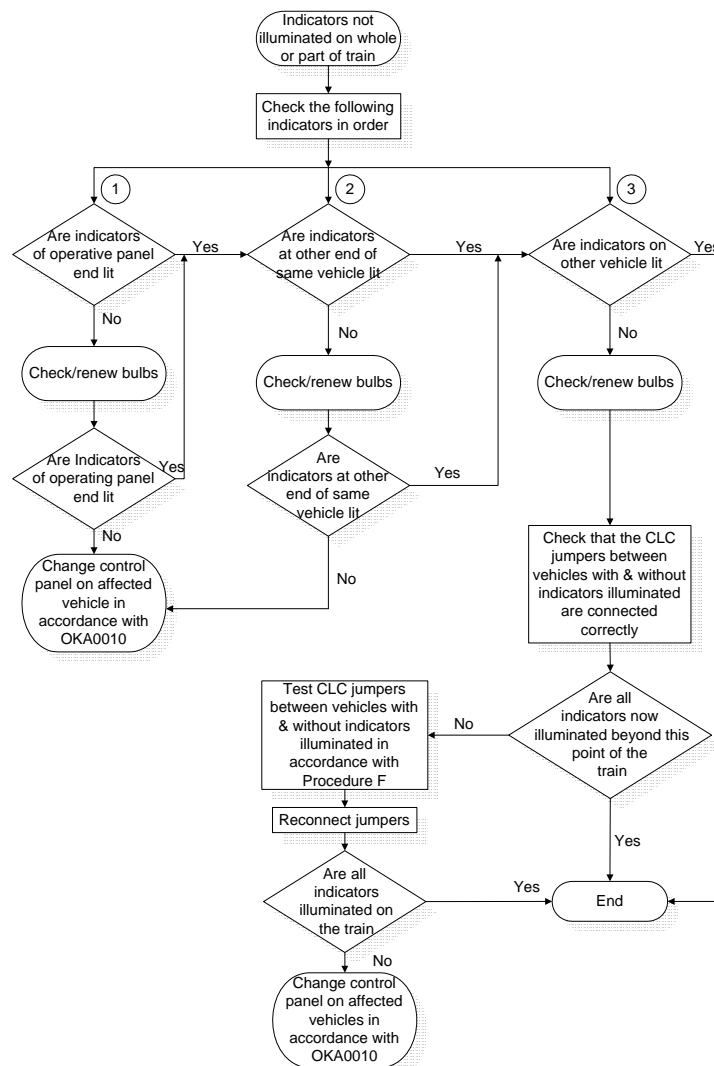 Indicators not
illuminated on whole
or part of train
Check the following
indicators in order
1
2
3
Are indicators
of operative panel
end lit
Yes
Are indicators
at other end of
same vehicle lit
Yes
Are indicators on
other vehicle lit
Yes
No
No
No
Check/renew bulbs
Check/renew bulbs
Check/renew bulbs
Are Indicators
of operating panel
end lit
Yes
Are
indicators at other
end of same
vehicle lit
Yes
No
No
Change control
panel on affected
vehicle in
accordance with
OKA0010
Check that the CLC
jumpers between
vehicles with & without
indicators illuminated
are connected
correctly
Are all
indicators now
illuminated beyond this
point of the
train
No
Test CLC jumpers
between vehicles with
& without indicators
illuminated in
accordance with
Procedure F
Reconnect jumpers
Yes
Are all
indicators
illuminated on
the train
Yes
End
No
Change control
panel on affected
vehicles in
accordance with
OKA0010